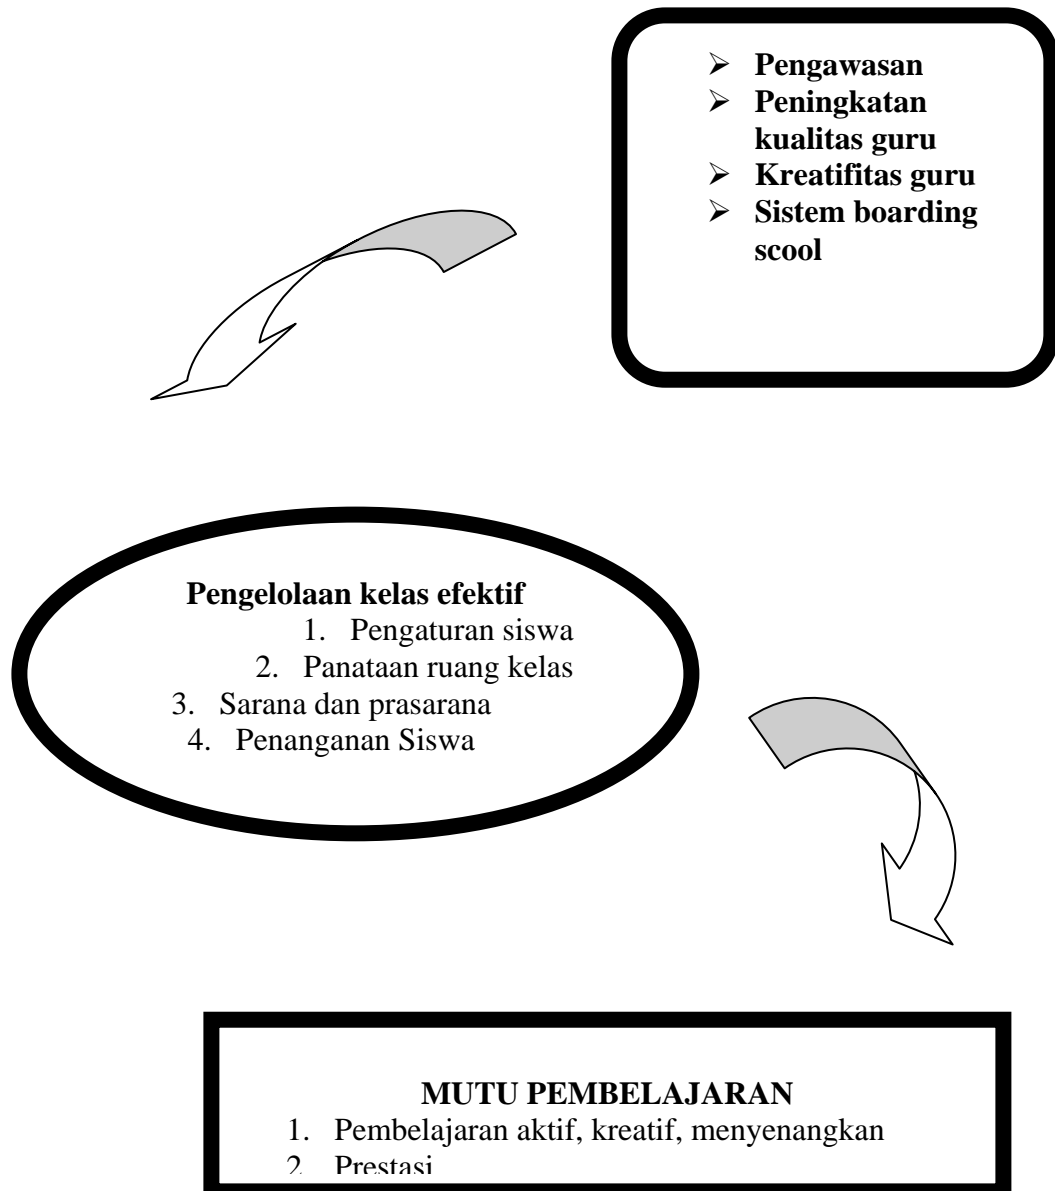 ➢ Pengawasan
➢ Peningkatan
kualitas guru
➢ Kreatifitas guru
➢ Sistem boarding
scool
Pengelolaan kelas efektif
1. Pengaturan siswa
2. Panataan ruang kelas
3. Sarana dan prasarana
4. Penanganan Siswa
MUTU PEMBELAJARAN
1. Pembelajaran aktif, kreatif, menyenangkan
2. Prestasi